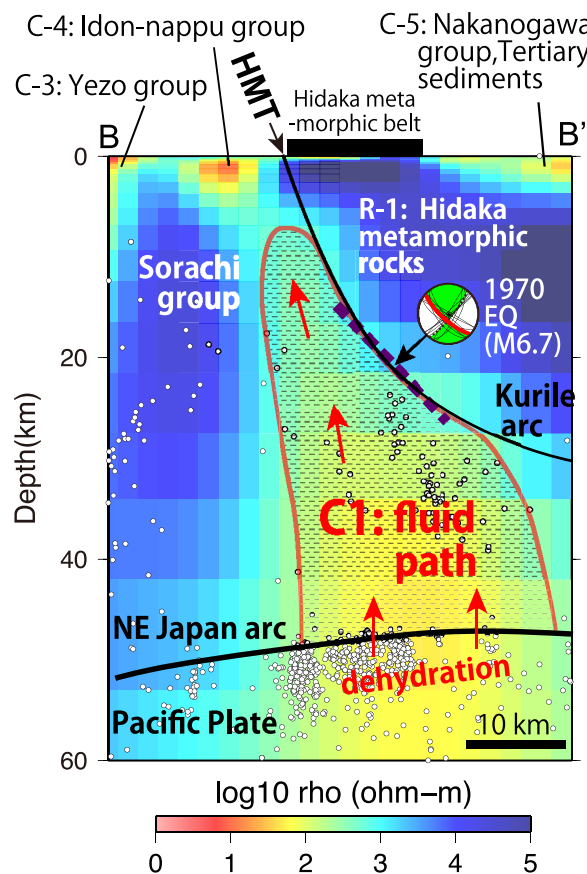 C-4: Idon-nappu group
C-5: Nakanogawa
group,Tertiary
sediments
C-3: Yezo group
HMT
Hidaka meta
-morphic belt
B
B'
0
R-1: Hidaka
metamorphic
rocks
Sorachi
group
1970
EQ
(M6.7)
20
Kurile
arc
Depth(km)
C1: fluid
path
40
NE Japan arc
dehydration
Pacific Plate
10 km
60
log10 rho (ohm−m)
0 1 2 3 4 5